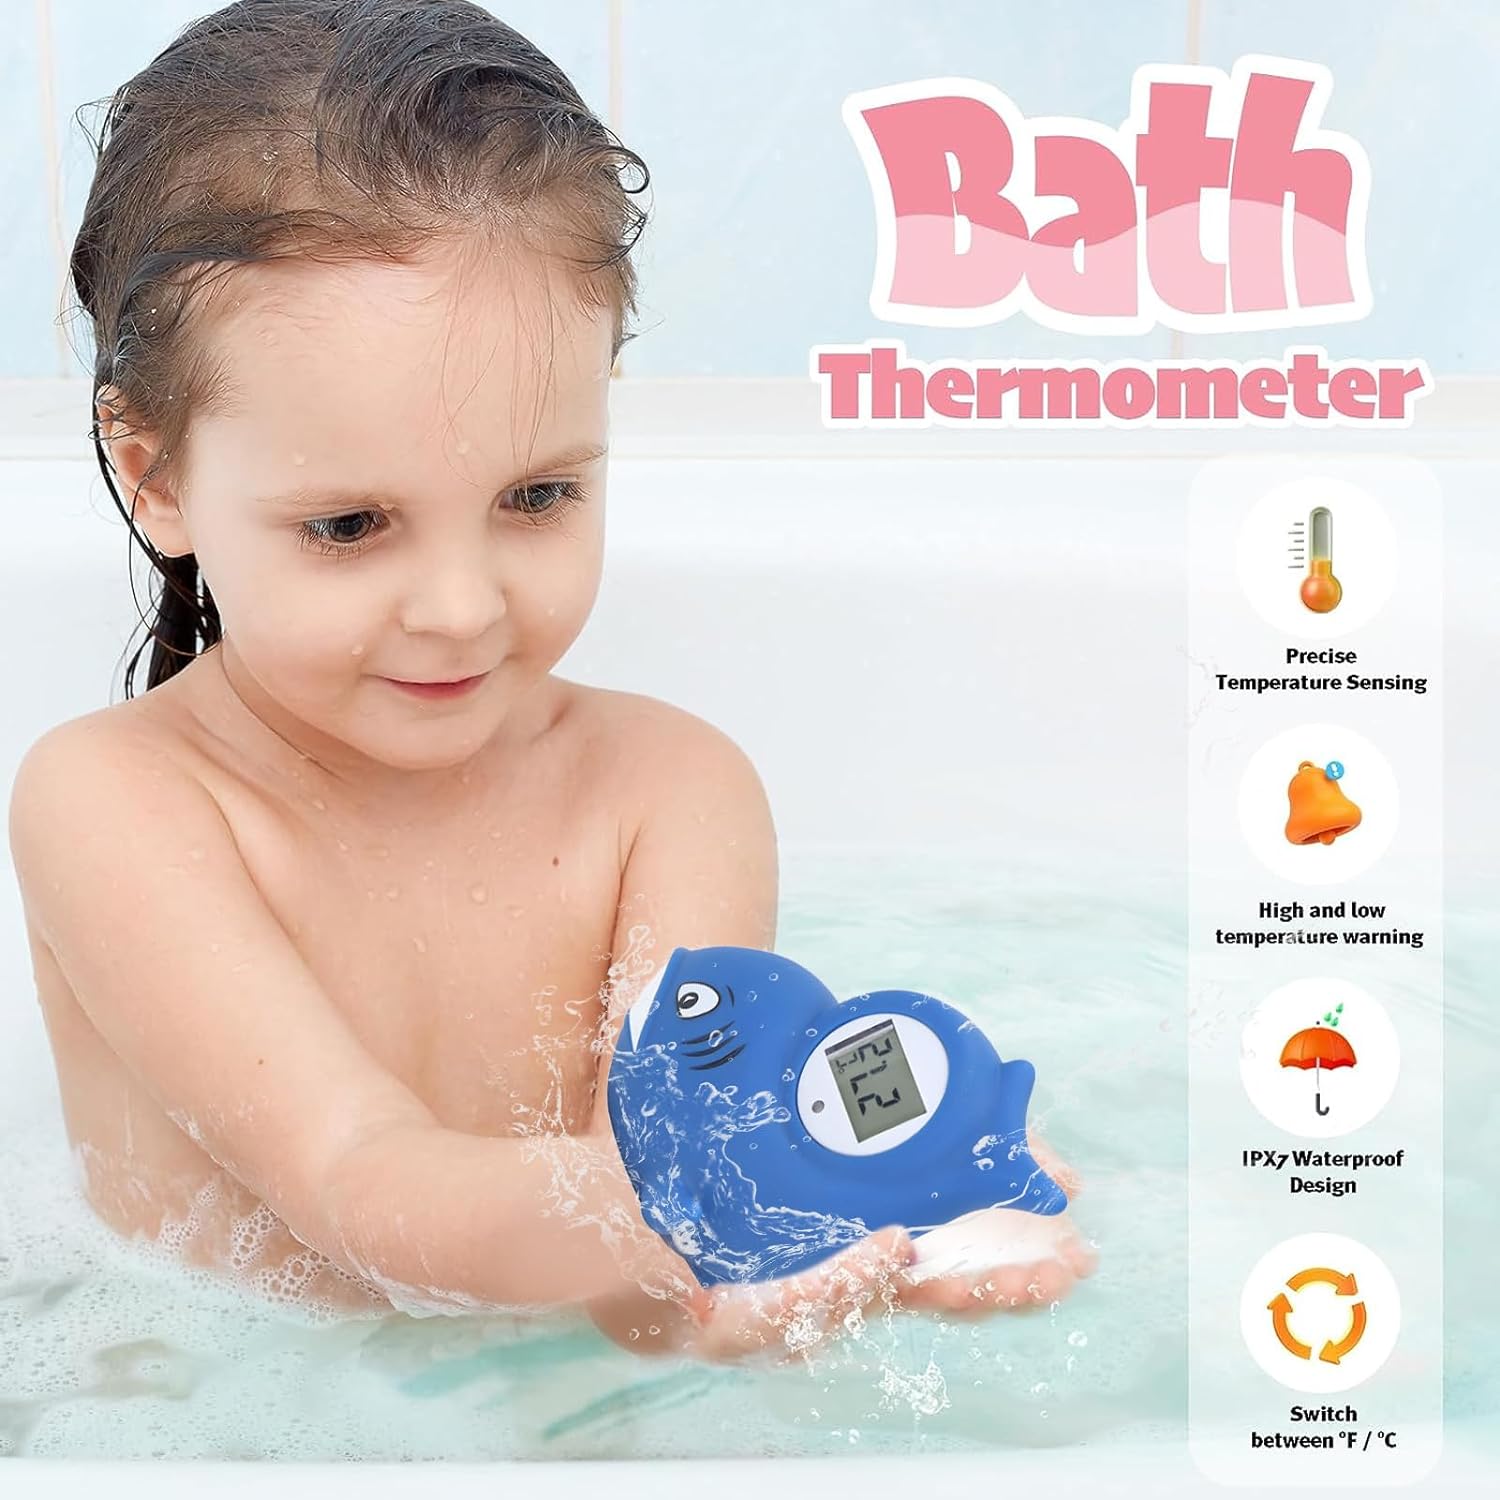 Bath
Thermometer
Precise
Temperature Sensing
High and low
temperature warning
IPX7 Waterproof
Design
Switch
between °F / °C